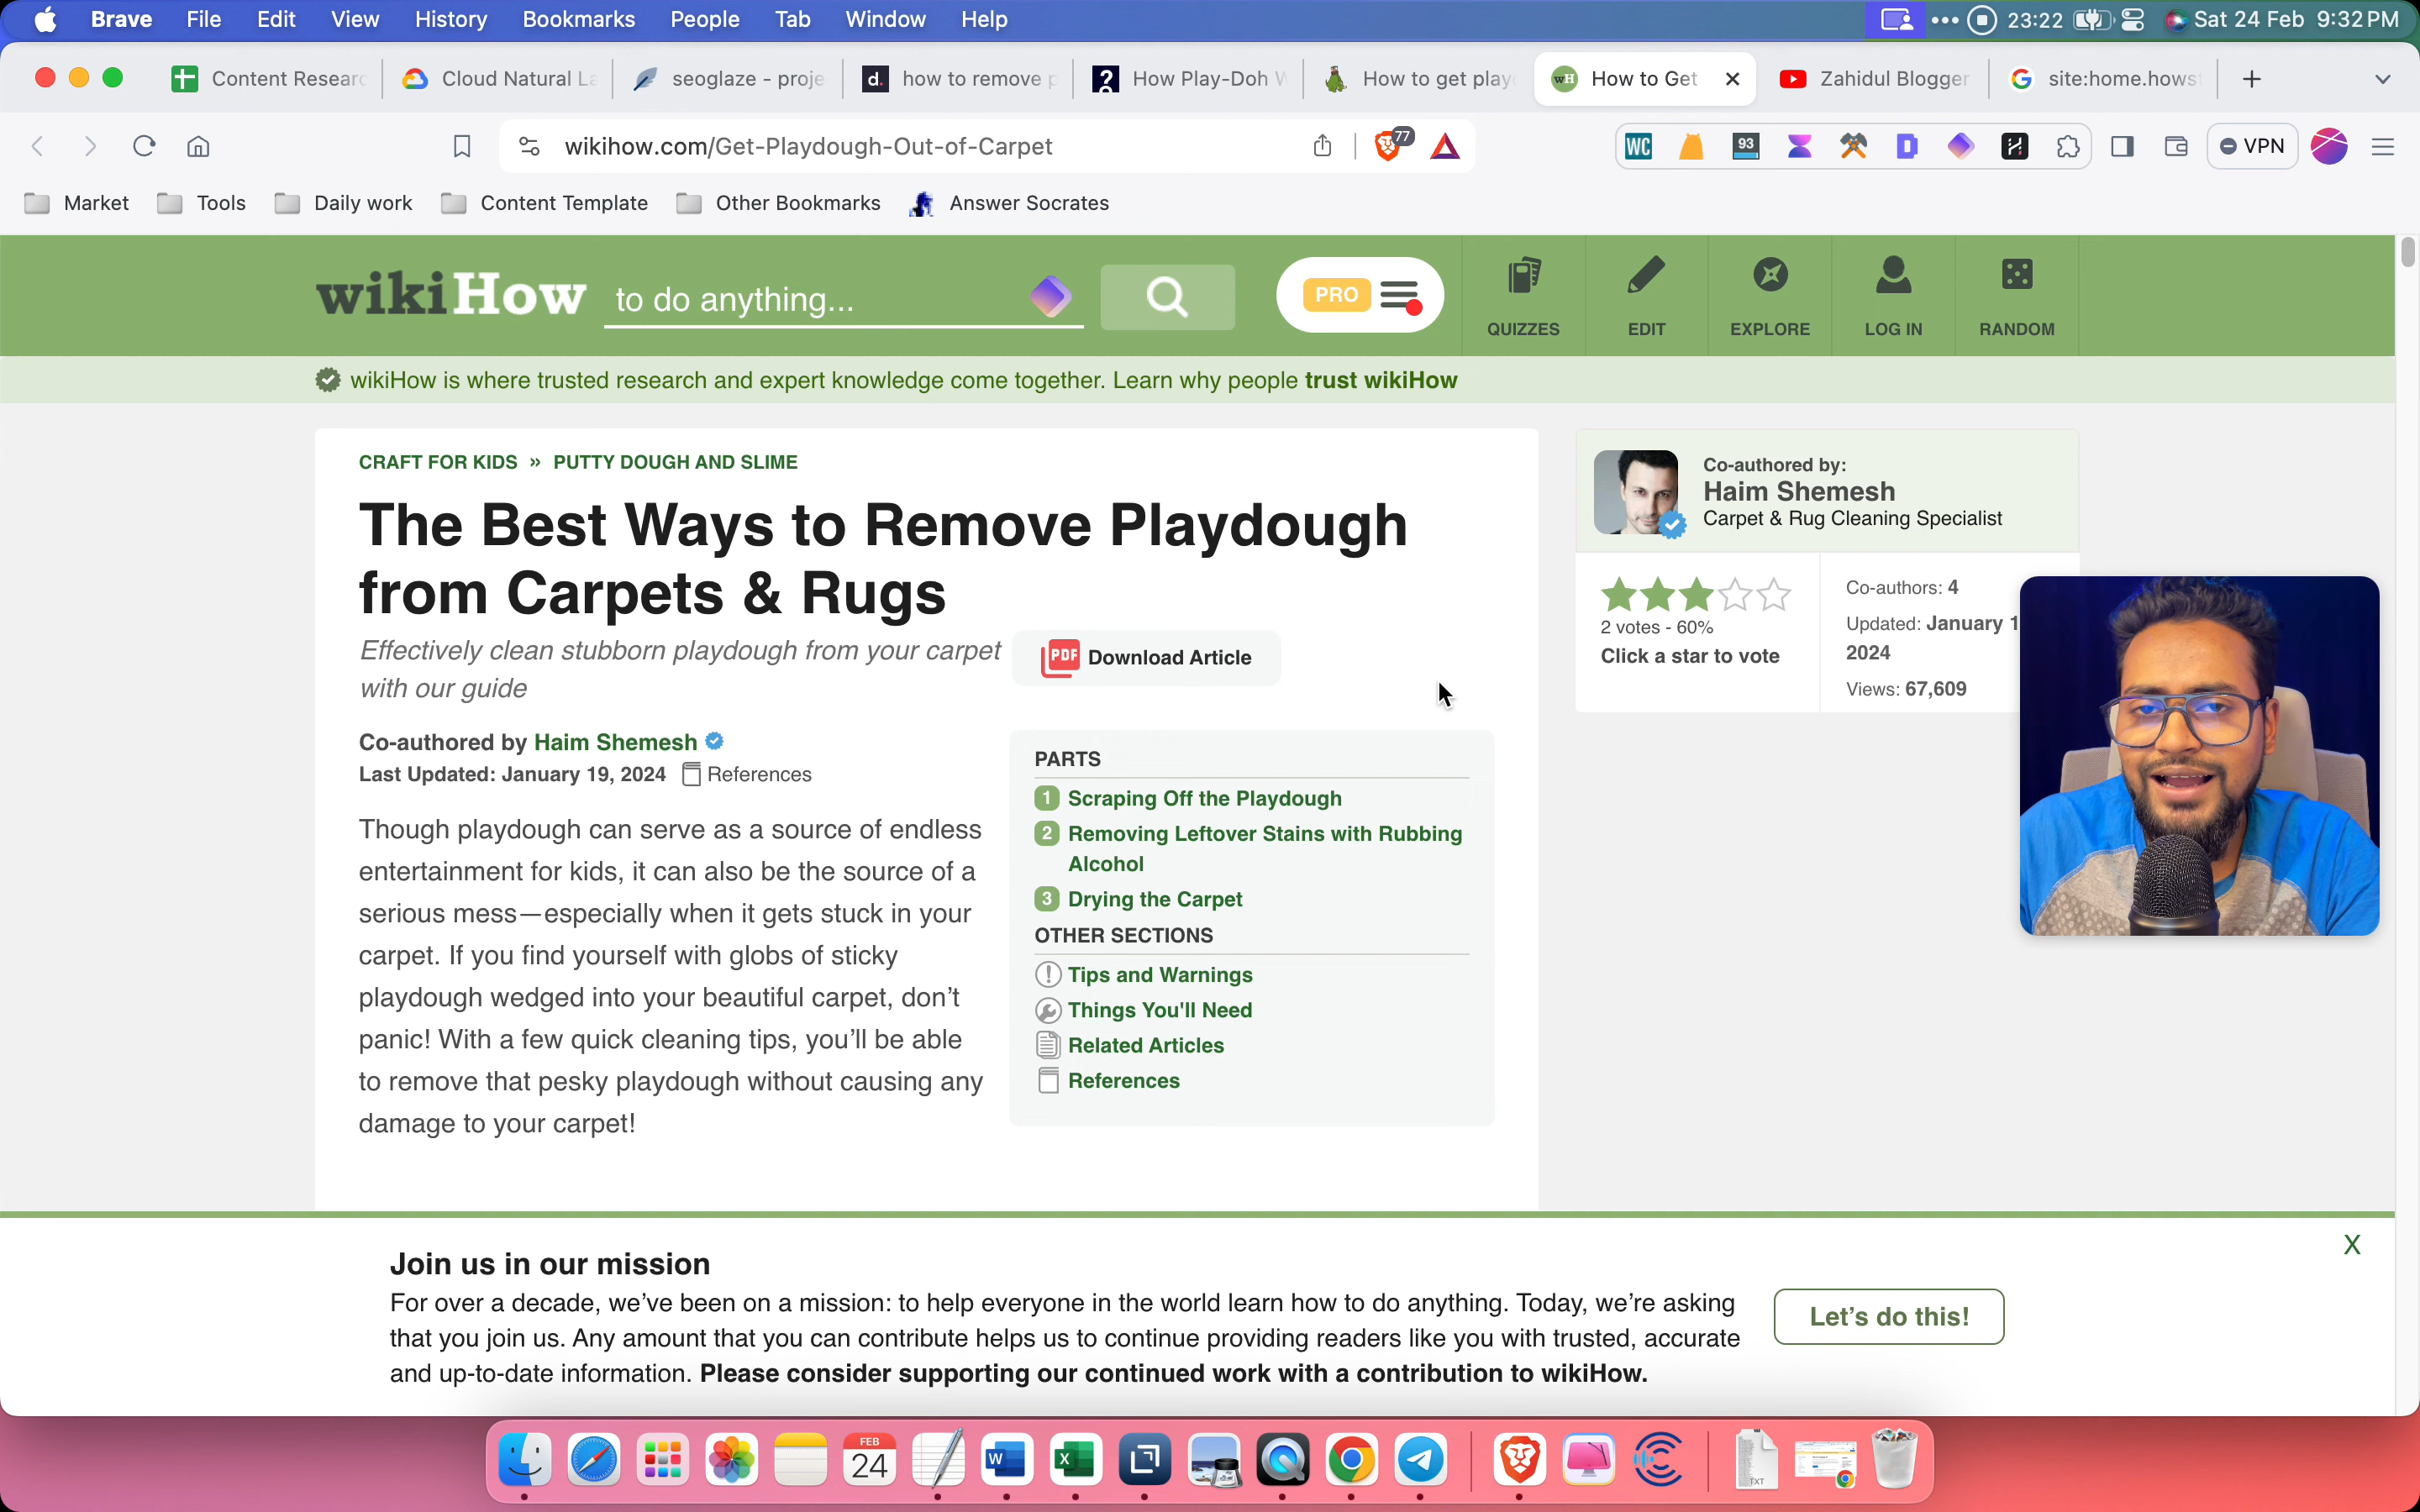 Brave File Edit View History Bookmarks People Tab Window Help
23:22 Sat 24 Feb 9:32 PM
Content Researc Cloud Natural La seoglaze - proje how to remove p How Play-Doh W How to get play How to Get Zahidul Blogger site:home.hows
wikihow.com/Get-Playdough-Out-of-Carpet
77
WC 93 VPN
Market Tools Daily work Content Template Other Bookmarks Answer Socrates
wikiHow to do anything... PRO
QUIZZES EDIT EXPLORE LOG IN RANDOM
wikiHow is where trusted research and expert knowledge come together. Learn why people trust wikiHow
CRAFT FOR KIDS » PUTTY DOUGH AND SLIME
The Best Ways to Remove Playdough
from Carpets & Rugs
Effectively clean stubborn playdough from your carpet
with our guide
PDF Download Article
Co-authored by Haim Shemesh
Last Updated: January 19, 2024 References
Though playdough can serve as a source of endless
entertainment for kids, it can also be the source of a
serious mess—especially when it gets stuck in your
carpet. If you find yourself with globs of sticky
playdough wedged into your beautiful carpet, don’t
panic! With a few quick cleaning tips, you’ll be able
to remove that pesky playdough without causing any
damage to your carpet!
PARTS
1 Scraping Off the Playdough
2 Removing Leftover Stains with Rubbing
Alcohol
3 Drying the Carpet
OTHER SECTIONS
Tips and Warnings
Things You'll Need
Related Articles
References
Co-authored by:
Haim Shemesh
Carpet & Rug Cleaning Specialist
2 votes - 60%
Click a star to vote
Co-authors: 4
Updated: January 1
2024
Views: 67,609
X
Join us in our mission
For over a decade, we’ve been on a mission: to help everyone in the world learn how to do anything. Today, we’re asking
that you join us. Any amount that you can contribute helps us to continue providing readers like you with trusted, accurate
and up-to-date information. Please consider supporting our continued work with a contribution to wikiHow.
Let’s do this!
FEB
24
W
X
TXT